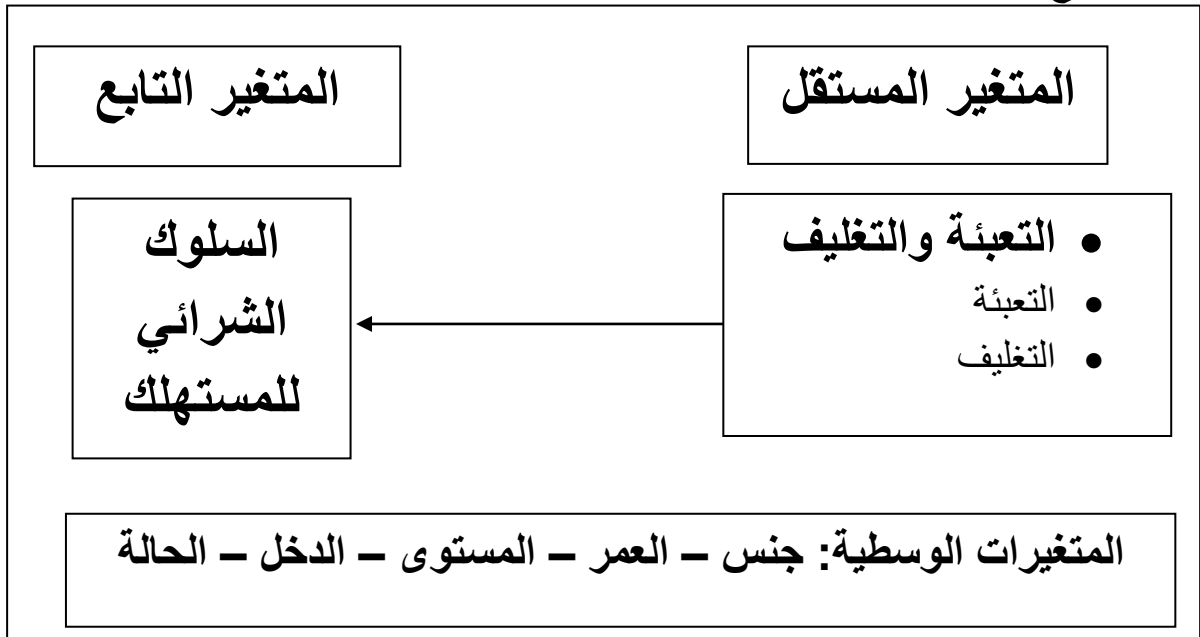 المتغير المستقل
المتغير التابع
• التعبئة والتغليف
• التعبئة
• التغليف
السلوك
الشرائي
للمستهلك
المتغيرات الوسطية: جنس – العمر – المستوى – الدخل – الحالة